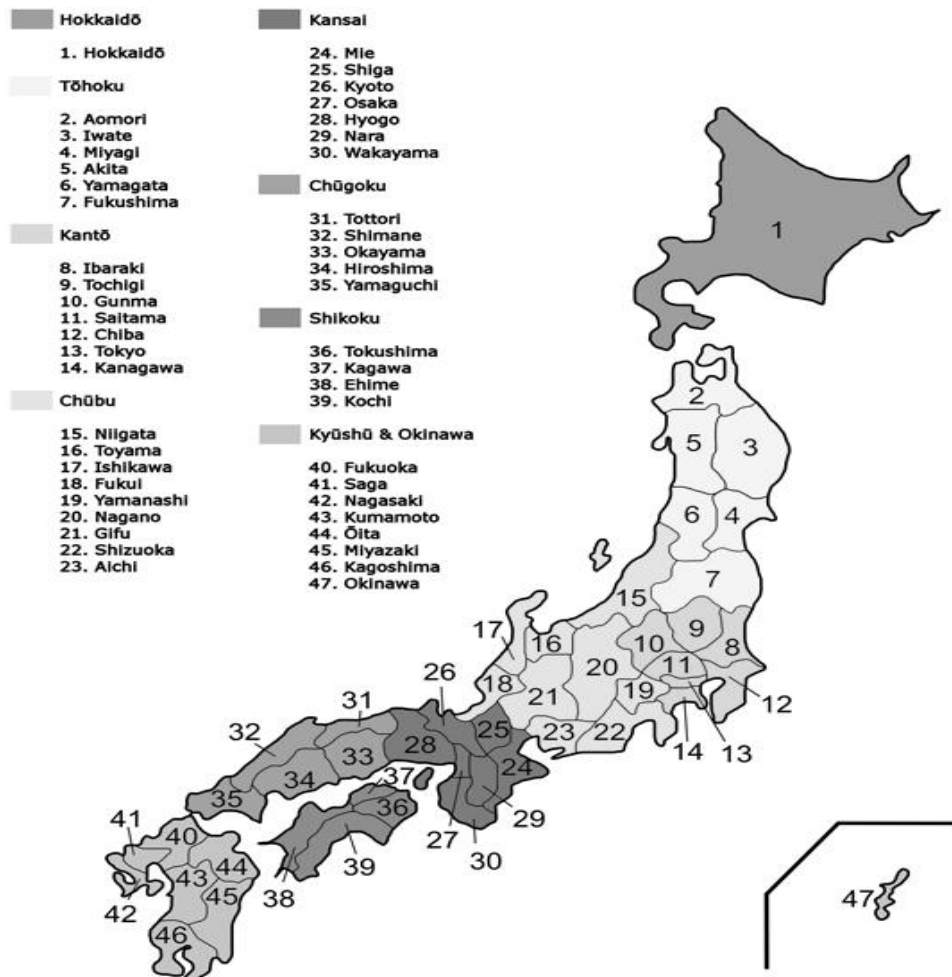 Hokkaidō
1. Hokkaidō
Tōhoku
2. Aomori
3. Iwate
4. Miyagi
5. Akita
6. Yamagata
7. Fukushima
Kantō
8. Ibaraki
9. Tochigi
10. Gunma
11. Saitama
12. Chiba
13. Tokyo
14. Kanagawa
Chūbu
15. Niigata
16. Toyama
17. Ishikawa
18. Fukui
19. Yamanashi
20. Nagano
21. Gifu
22. Shizuoka
23. Aichi
Kansai
24. Mie
25. Shiga
26. Kyoto
27. Osaka
28. Hyogo
29. Nara
30. Wakayama
Chūgoku
31. Tottori
32. Shimane
33. Okayama
34. Hiroshima
35. Yamaguchi
Shikoku
36. Tokushima
37. Kagawa
38. Ehime
39. Kochi
Kyūshū & Okinawa
40. Fukuoka
41. Saga
42. Nagasaki
43. Kumamoto
44. Ōita
45. Miyazaki
46. Kagoshima
47. Okinawa
1
2
5
3
6
4
7
15
17
16
9
10
8
20
11
18
21
19
12
26
31
25
23
22
14
13
32
28
33
24
34
37
35
36
29
41
40
27
30
39
44
43
38
42
45
46
47